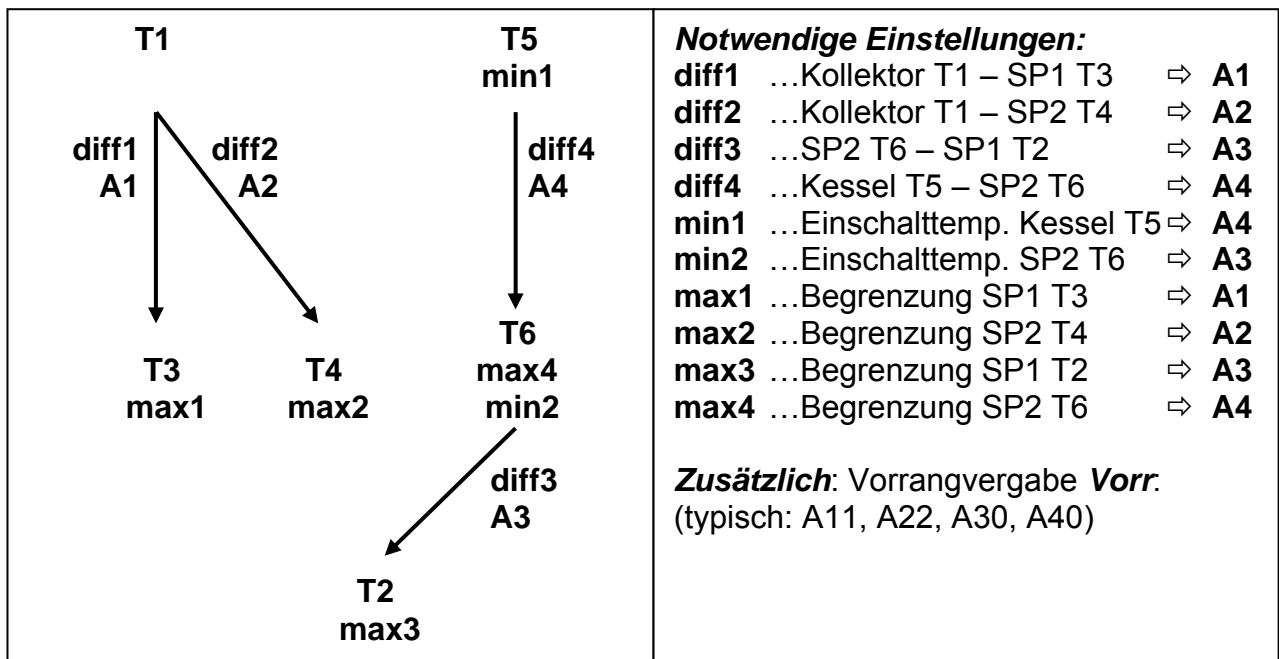 T1
T5
min1
diff1
A1
diff2
A2
diff4
A4
T3
max1
T4
max2
T6
max4
min2
diff3
A3
T2
max3
Notwendige Einstellungen:
diff1 …Kollektor T1 – SP1 T3 ⇨ A1
diff2 …Kollektor T1 – SP2 T4 ⇨ A2
diff3 …SP2 T6 – SP1 T2 ⇨ A3
diff4 …Kessel T5 – SP2 T6 ⇨ A4
min1 …Einschalttemp. Kessel T5 ⇨ A4
min2 …Einschalttemp. SP2 T6 ⇨ A3
max1 …Begrenzung SP1 T3 ⇨ A1
max2 …Begrenzung SP2 T4 ⇨ A2
max3 …Begrenzung SP1 T2 ⇨ A3
max4 …Begrenzung SP2 T6 ⇨ A4
Zusätzlich: Vorrangvergabe Vorr:
(typisch: A11, A22, A30, A40)